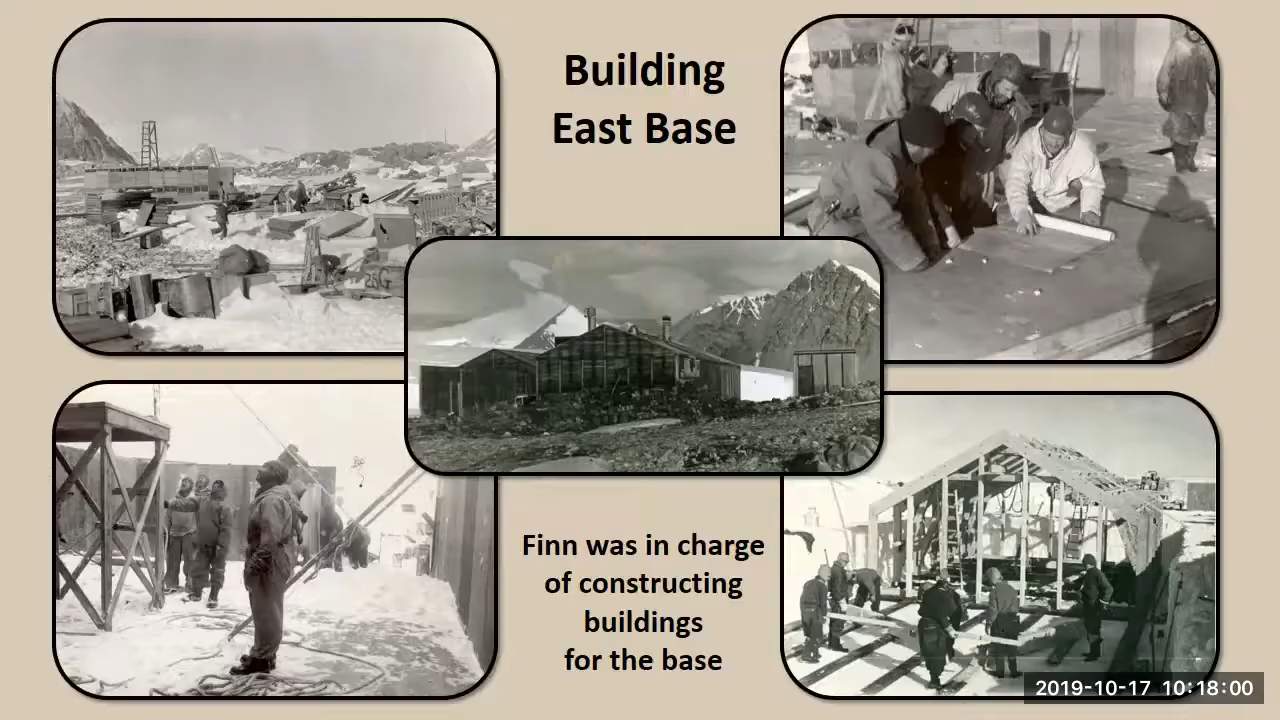 Building
East Base
Finn was in charge
of constructing
buildings
for the base
2019-10-17 10:18:00